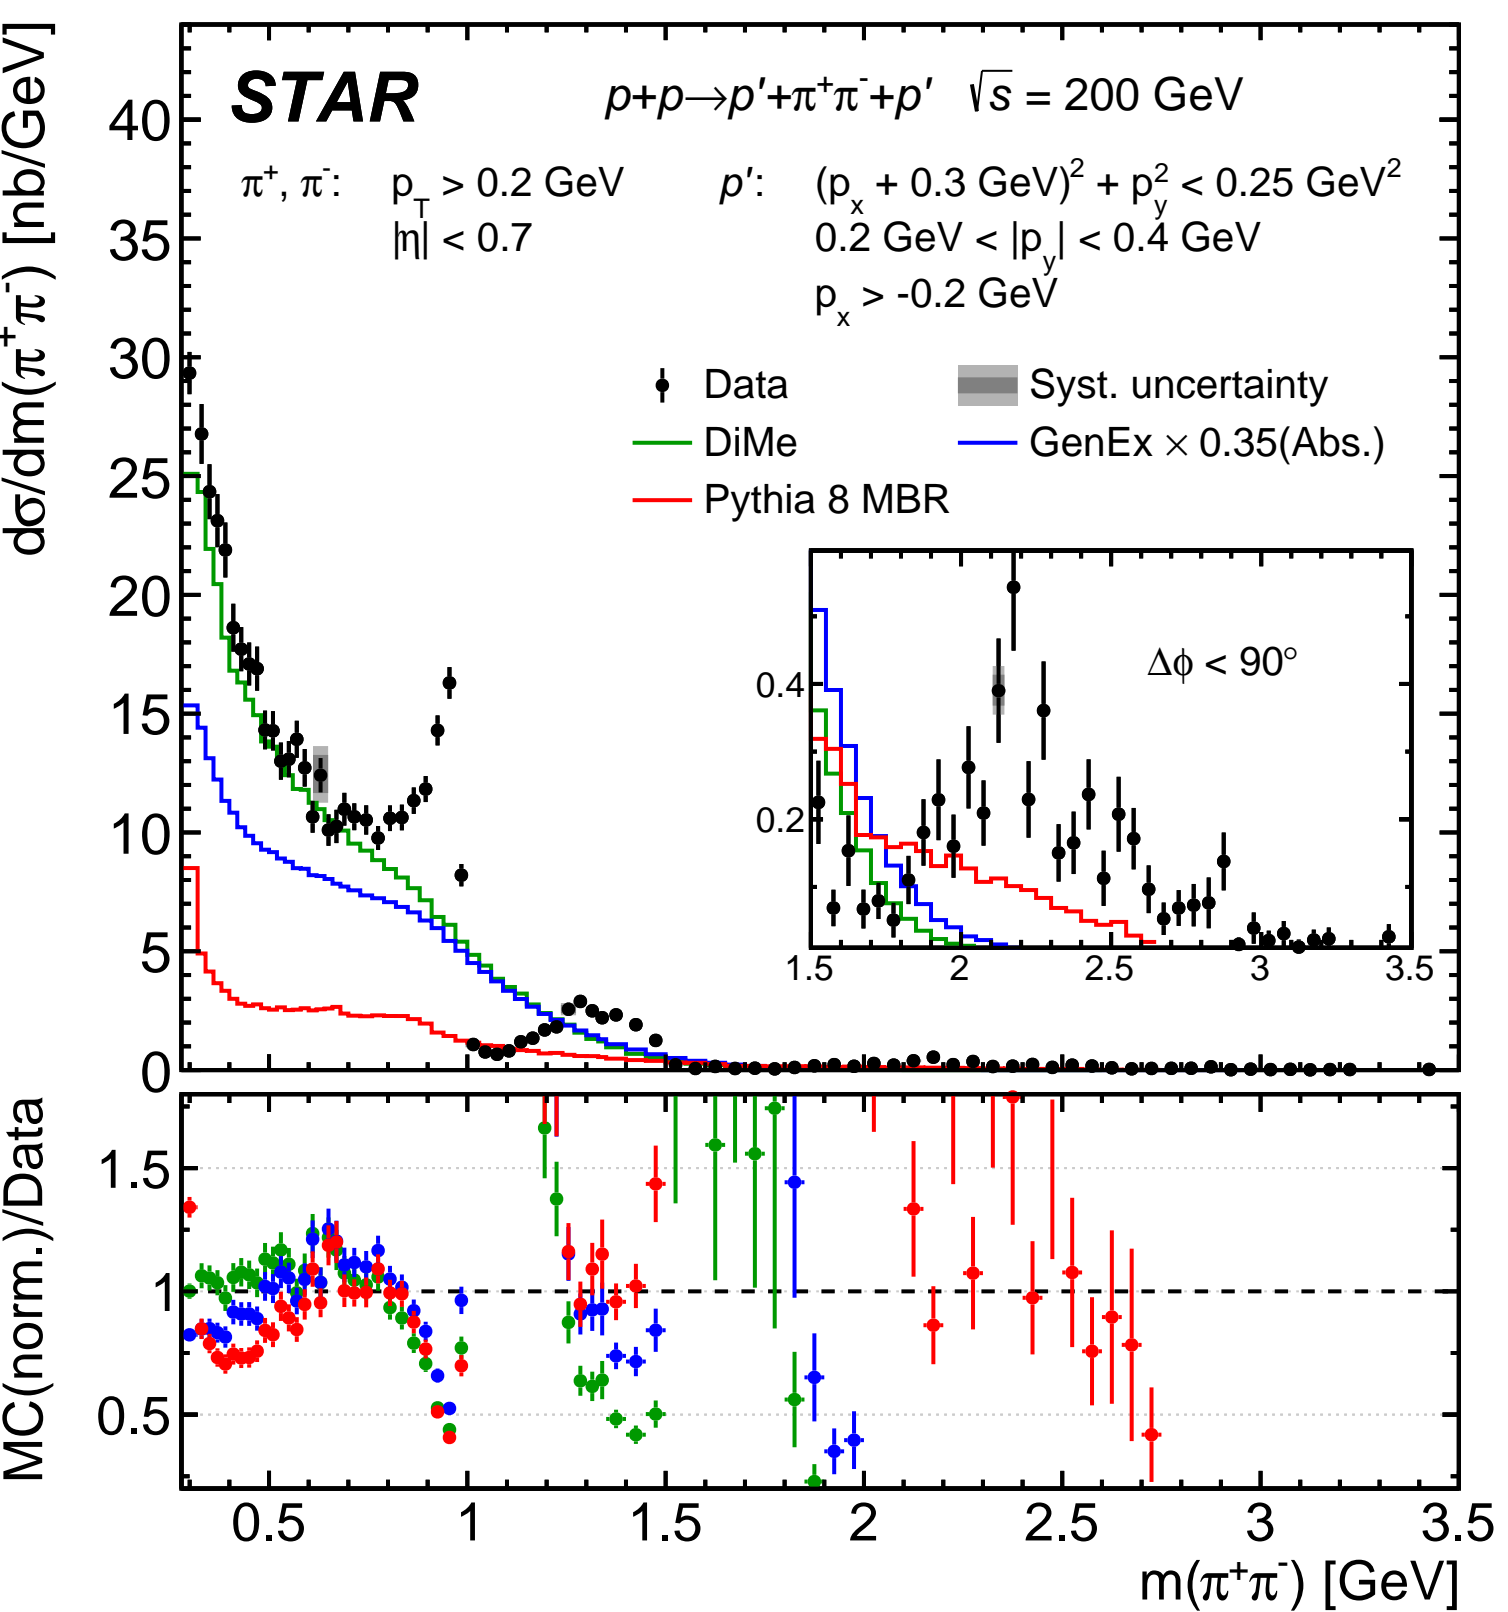 STAR
p+p→p′+π⁺π⁻+p′ √s = 200 GeV
π⁺, π⁻: p_T > 0.2 GeV p′: (p_x + 0.3 GeV)² + p_y² < 0.25 GeV²
|η| < 0.7 0.2 GeV < |p_y| < 0.4 GeV
p_x > -0.2 GeV
Data Syst. uncertainty
DiMe GenEx × 0.35(Abs.)
Pythia 8 MBR
Δϕ < 90°
0.4
0.2
1.5 2 2.5 3 3.5
dσ/dm(π⁺π⁻) [nb/GeV]
40
35
30
25
20
15
10
5
0
MC(norm.)/Data
1.5
1
0.5
0.5 1 1.5 2 2.5 3 3.5
m(π⁺π⁻) [GeV]